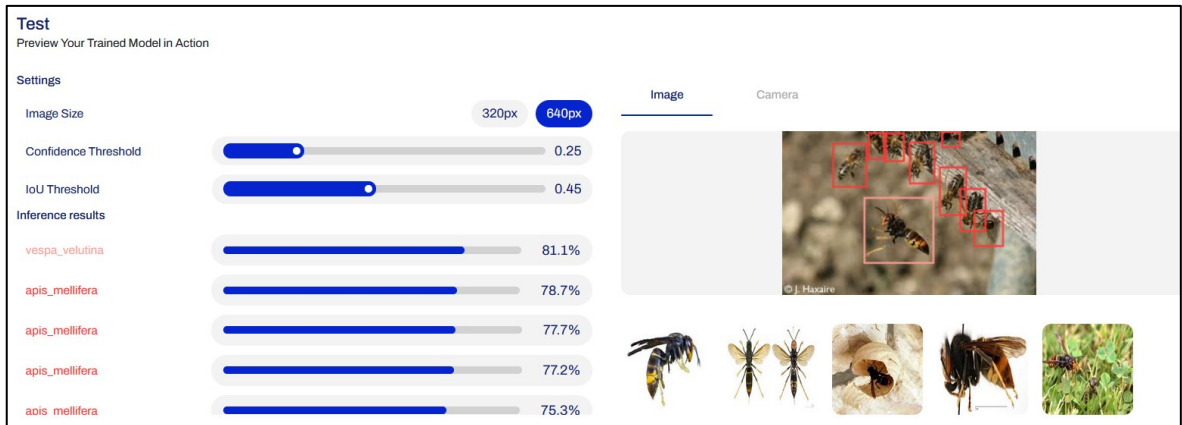 Test
Preview Your Trained Model in Action
Settings
Image Size 320px 640px
Confidence Threshold 0.25
IoU Threshold 0.45
Inference results
vespa_velutina 81.1%
apis_mellifera 78.7%
apis_mellifera 77.7%
apis_mellifera 77.2%
apis_mellifera 75.3%
Image Camera
© J. Haxaire